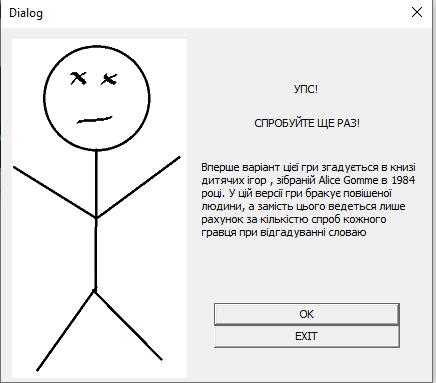 Dialog
УПС!
СПРОБУЙТЕ ЩЕ РАЗ!
Вперше варіант цієї гри згадується в книзі
дитячих ігор , зібраній Alice Gomme в 1984
році. У цій версії гри бракує повішеної
людини, а замість цього ведеться лише
рахунок за кількістю спроб кожного
гравця при відгадуванні словаю
OK
EXIT